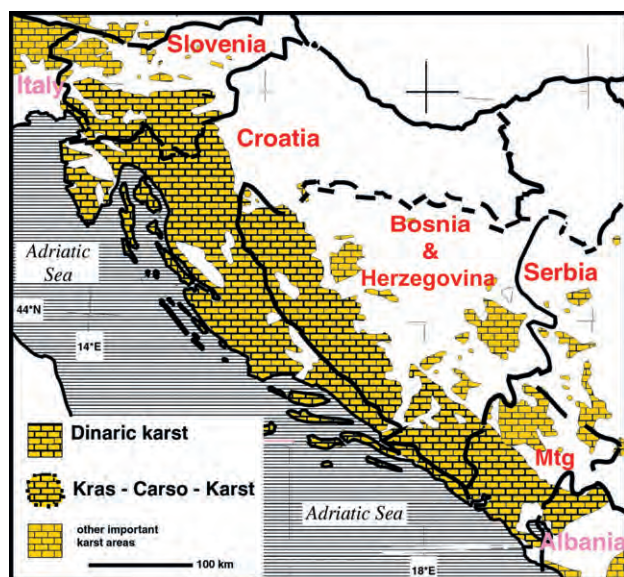 Slovenia
Italy
Croatia
Bosnia
&
Herzegovina
Serbia
Adriatic
Sea
44°N
14°E
Dinaric karst
Kras - Carso - Karst
other important
karst areas
100 km
Mtg
Adriatic Sea
Albania
18°E